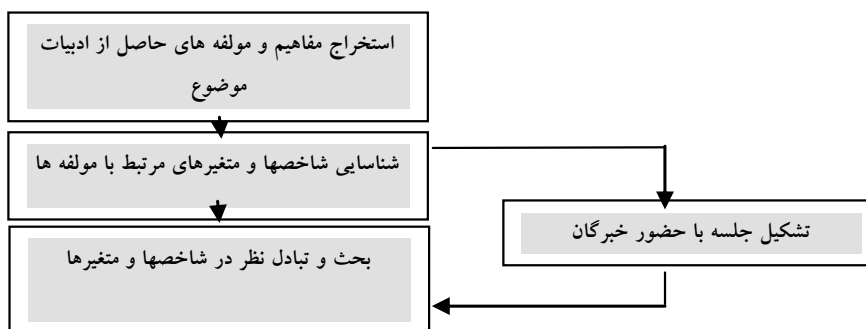 استخراج مفاهیم و مولفه های حاصل از ادبیات
موضوع
شناسایی شاخصها و متغیرهای مرتبط با مولفه ها
تشکیل جلسه با حضور خبرگان
بحث و تبادل نظر در شاخصها و متغیرها